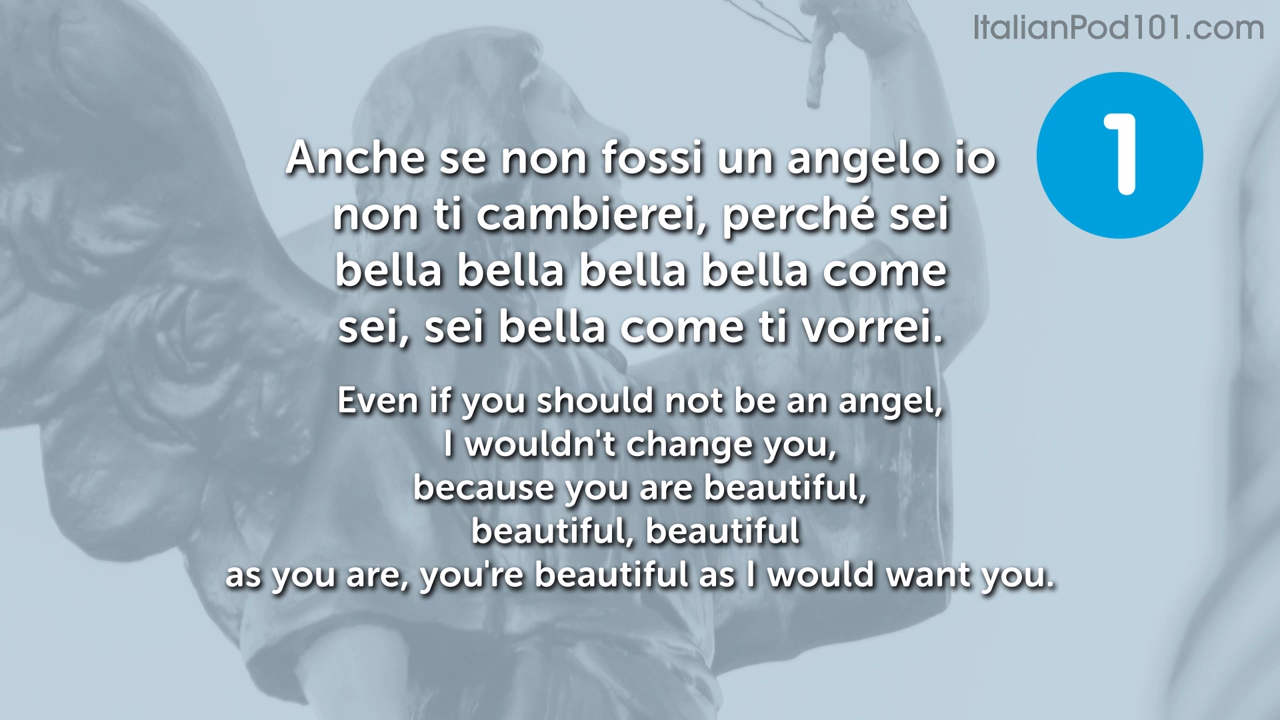 ItalianPod101.com
1
Anche se non fossi un angelo io
non ti cambierei, perché sei
bella bella bella bella come
sei, sei bella come ti vorrei.
Even if you should not be an angel,
I wouldn't change you,
because you are beautiful,
beautiful, beautiful
as you are, you're beautiful as I would want you.